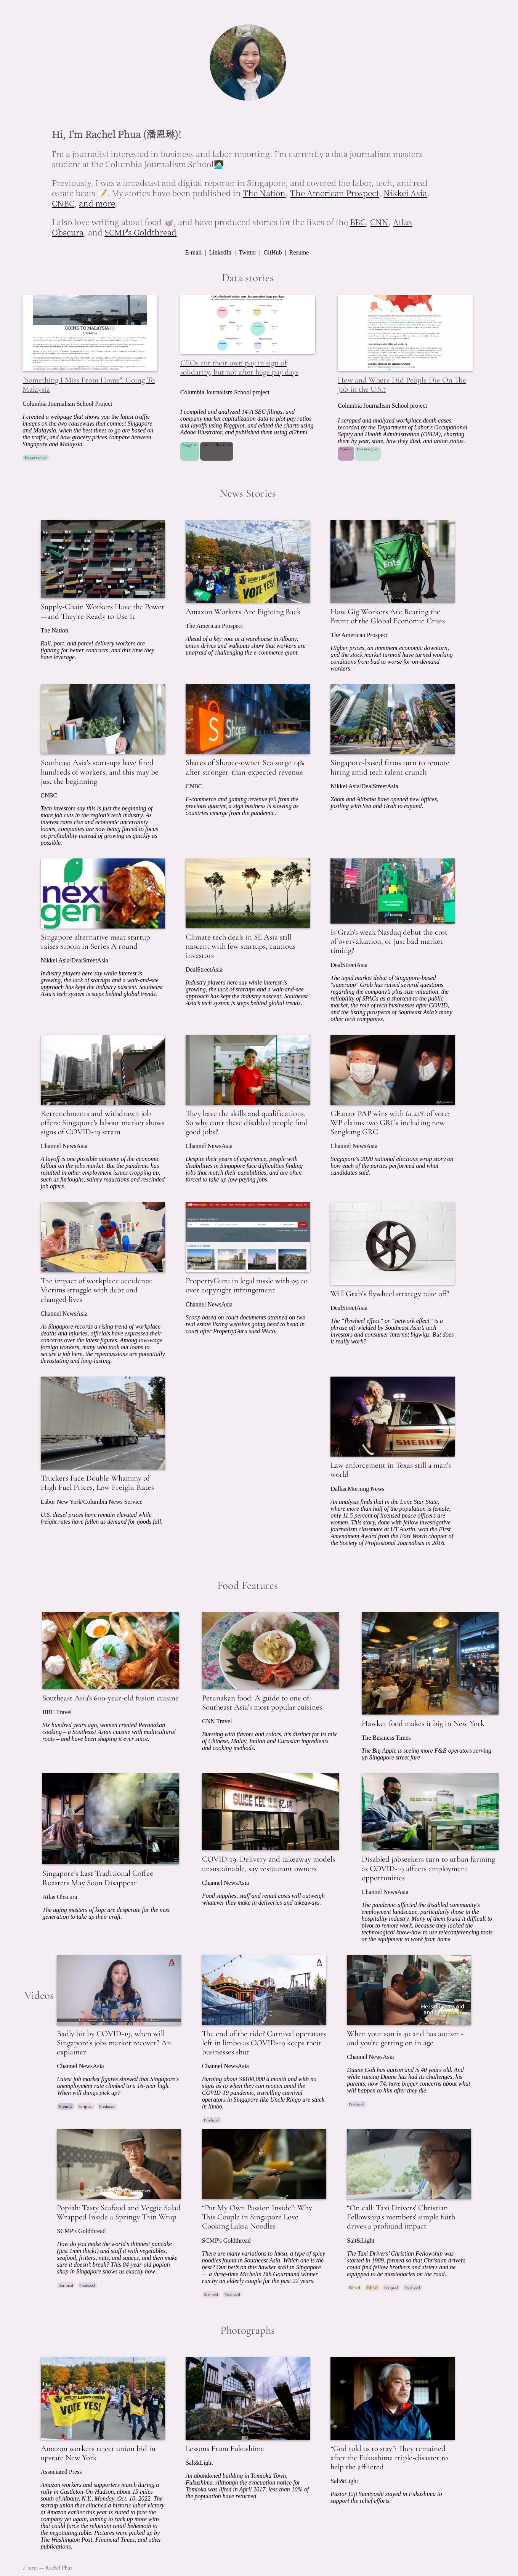 Hi, I'm Rachel Phua (潘恩琳)!
I'm a journalist interested in business and labor reporting. I'm currently a data journalism masters
student at the Columbia Journalism School👩🏻‍💻.
Previously, I was a broadcast and digital reporter in Singapore, and covered the labor, tech, and real
estate beats 📝. My stories have been published in The Nation, The American Prospect, Nikkei Asia,
CNBC, and more.
I also love writing about food 🥡, and have produced stories for the likes of the BBC, CNN, Atlas
Obscura, and SCMP's Goldthread.
E-mail | LinkedIn | Twitter | GitHub | Resume
Data stories
GOING TO MALAYSIA
"Something I Miss From Home": Going To
Malaysia
Columbia Journalism School Project
I created a webpage that shows you the latest traffic
images on the two causeways that connect Singapore
and Malaysia, when the best times to go are based on
the traffic, and how grocery prices compare between
Singapore and Malaysia.
Datawrapper
CEOs cut their own pay in sign of
solidarity, but not after huge pay days
Columbia Journalism School project
I compiled and analyzed 14-A SEC filings, and
company market capitalization data to plot pay ratios
and layoffs using R/ggplot, and edited the charts using
Adobe Illustrator, and published them using ai2html.
R/ggplot
How and Where Did People Die On The
Job in the U.S.?
Columbia Journalism School project
I scraped and analyzed workplace death cases
recorded by the Department of Labor's Occupational
Safety and Health Administration (OSHA), charting
them by year, state, how they died, and union status.
Pandas Datawrapper
News Stories
Supply-Chain Workers Have the Power
—and They're Ready to Use It
The Nation
Rail, port, and parcel delivery workers are
fighting for better contracts, and this time they
have leverage.
VOTE YES!
Amazon Workers Are Fighting Back
The American Prospect
Ahead of a key vote at a warehouse in Albany,
union drives and walkouts show that workers are
unafraid of challenging the e-commerce giant.
Uber
Eats
How Gig Workers Are Bearing the
Brunt of the Global Economic Crisis
The American Prospect
Higher prices, an imminent economic downturn,
and the stock market turmoil have turned working
conditions from bad to worse for on-demand
workers.
Southeast Asia's start-ups have fired
hundreds of workers, and this may be
just the beginning
CNBC
Tech investors say this is just the beginning of
more job cuts in the region's tech industry. As
interest rates rise and economic uncertainty
looms, companies are now being forced to focus
on profitability instead of growing as quickly as
possible.
Shopee
Shares of Shopee-owner Sea surge 14%
after stronger-than-expected revenue
CNBC
E-commerce and gaming revenue fell from the
previous quarter, a sign business is slowing as
countries emerge from the pandemic.
Singapore-based firms turn to remote
hiring amid tech talent crunch
Nikkei Asia/DealStreetAsia
Zoom and Alibaba have opened new offices,
jostling with Sea and Grab to expand.
next
gen
Singapore alternative meat startup
raises $100m in Series A round
Nikkei Asia/DealStreetAsia
Industry players here say while interest is
growing, the lack of startups and a wait-and-see
approach has kept the industry nascent. Southeast
Asia's tech system is steps behind global trends.
Climate tech deals in SE Asia still
nascent with few startups, cautious
investors
DealStreetAsia
Industry players here say while interest is
growing, the lack of startups and a wait-and-see
approach has kept the industry nascent. Southeast
Asia's tech system is steps behind global trends.
Nasdaq
Is Grab's weak Nasdaq debut the cost
of overvaluation, or just bad market
timing?
DealStreetAsia
The tepid market debut of Singapore-based
"superapp" Grab has raised several questions
regarding the company's plus-size valuation, the
reliability of SPACs as a shortcut to the public
market, the role of tech businesses after COVID,
and the listing prospects of Southeast Asia's many
other tech companies.
Retrenchments and withdrawn job
offers: Singapore's labour market shows
signs of COVID-19 strain
Channel NewsAsia
A layoff is one possible outcome of the economic
fallout on the jobs market. But the pandemic has
resulted in other employment issues cropping up,
such as furloughs, salary reductions and rescinded
job offers.
They have the skills and qualifications.
So why can't these disabled people find
good jobs?
Channel NewsAsia
Despite their years of experience, people with
disabilities in Singapore face difficulties finding
jobs that match their capabilities, and are often
forced to take up low-paying jobs.
GE2020: PAP wins with 61.24% of vote;
WP claims two GRCs including new
Sengkang GRC
Channel NewsAsia
Singapore's 2020 national elections wrap story on
how each of the parties performed and what
candidates said.
The impact of workplace accidents:
Victims struggle with debt and
changed lives
Channel NewsAsia
As Singapore records a rising trend of workplace
deaths and injuries, officials have expressed their
concerns over the latest figures. Among low-wage
foreign workers, many who took out loans to
secure a job here, the repercussions are potentially
devastating and long-lasting.
PropertyGuru in legal tussle with 99.co
over copyright infringement
Channel NewsAsia
Scoop based on court documents attained on two
real estate listing websites going head to head in
court after PropertyGuru sued 99.co.
Will Grab's flywheel strategy take off?
DealStreetAsia
The "flywheel effect" or "network effect" is a
phrase oft-wielded by Southeast Asia's tech
investors and consumer internet bigwigs. But does
it really work?
Truckers Face Double Whammy of
High Fuel Prices, Low Freight Rates
Labor New York/Columbia News Service
U.S. diesel prices have remain elevated while
freight rates have fallen as demand for goods fall.
SHERIFF
Law enforcement in Texas still a man's
world
Dallas Morning News
An analysis finds that in the Lone Star State,
where more than half of the population is female,
only 11.5 percent of licensed peace officers are
women. This story, done with fellow investigative
journalism classmate at UT Austin, won the First
Amendment Award from the Fort Worth chapter of
the Society of Professional Journalists in 2016.
Food Features
Southeast Asia's 600-year-old fusion cuisine
BBC Travel
Six hundred years ago, women created Peranakan
cooking – a Southeast Asian cuisine with multicultural
roots – and have been shaping it ever since.
Peranakan food: A guide to one of
Southeast Asia's most popular cuisines
CNN Travel
Bursting with flavors and colors, it's distinct for its mix
of Chinese, Malay, Indian and Eurasian ingredients
and cooking methods.
Hawker food makes it big in New York
The Business Times
The Big Apple is seeing more F&B operators serving
up Singapore street fare
Singapore's Last Traditional Coffee
Roasters May Soon Disappear
Atlas Obscura
The aging masters of kopi are desperate for the next
generation to take up their craft.
SWEE KEE
COVID-19: Delivery and takeaway models
unsustainable, say restaurant owners
Channel NewsAsia
Food supplies, staff and rental costs will outweigh
whatever they make in deliveries and takeaways.
Disabled jobseekers turn to urban farming
as COVID-19 affects employment
opportunities
Channel NewsAsia
The pandemic affected the disabled community's
employment landscape, particularly those in the
hospitality industry. Many of them found it difficult to
pivot to remote work, because they lacked the
technological know-how to use teleconferencing tools
or the equipment to work from home.
Videos
Badly hit by COVID-19, when will
Singapore's jobs market recover? An
explainer
Channel NewsAsia
Latest job market figures showed that Singapore's
unemployment rate climbed to a 16-year high.
When will things pick up?
Fronted Scripted Produced
The end of the ride? Carnival operators
left in limbo as COVID-19 keeps their
businesses shut
Channel NewsAsia
Burning about S$100,000 a month and with no
signs as to when they can reopen amid the
COVID-19 pandemic, travelling carnival
operators in Singapore like Uncle Ringo are stuck
in limbo.
Produced
When your son is 40 and has autism -
and you're getting on in age
Channel NewsAsia
Duane Goh has autism and is 40 years old. And
while raising Duane has had its challenges, his
parents, now 74, have bigger concerns about what
will happen to him after they die.
Produced
Popiah: Tasty Seafood and Veggie Salad
Wrapped Inside a Springy Thin Wrap
SCMP's Goldthread
How do you make the world's thinnest pancake
(just 1mm thick!) and stuff it with vegetables,
seafood, fritters, nuts, and sauces, and then make
sure it doesn't break? This 84-year-old popiah
shop in Singapore shows us exactly how.
Scripted Produced
"Put My Own Passion Inside": Why
This Couple in Singapore Love
Cooking Laksa Noodles
SCMP's Goldthread
There are many variations to laksa, a type of spicy
noodles found in Southeast Asia. Which one is the
best? Our bet's on this hawker stall in Singapore
— a three-time Michelin Bib Gourmand winner
run by an elderly couple for the past 22 years.
Scripted Produced
"On call: Taxi Drivers' Christian
Fellowship's members' simple faith
drives a profound impact
Salt&Light
The Taxi Drivers' Christian Fellowship was
started in 1989, formed so that Christian drivers
could find fellow brothers and sisters and be
equipped to be missionaries on the road.
Filmed Edited Scripted Produced
Photographs
VOTE YES!
Amazon workers reject union bid in
upstate New York
Associated Press
Amazon workers and supporters march during a
rally in Castleton-On-Hudson, about 15 miles
south of Albany, N.Y., Monday, Oct. 10, 2022. The
startup union that clinched a historic labor victory
at Amazon earlier this year is slated to face the
company yet again, aiming to rack up more wins
that could force the reluctant retail behemoth to
the negotiating table. Pictures were picked up by
The Washington Post, Financial Times, and other
publications.
Lessons From Fukushima
Salt&Light
An abandoned building in Tomioka Town,
Fukushima. Although the evacuation notice for
Tomioka was lifted in April 2017, less than 10% of
the population have returned.
"God told us to stay": They remained
after the Fukushima triple-disaster to
help the afflicted
Salt&Light
Pastor Eiji Sumiyoshi stayed in Fukushima to
support the relief efforts.
© 2023 — Rachel Phua